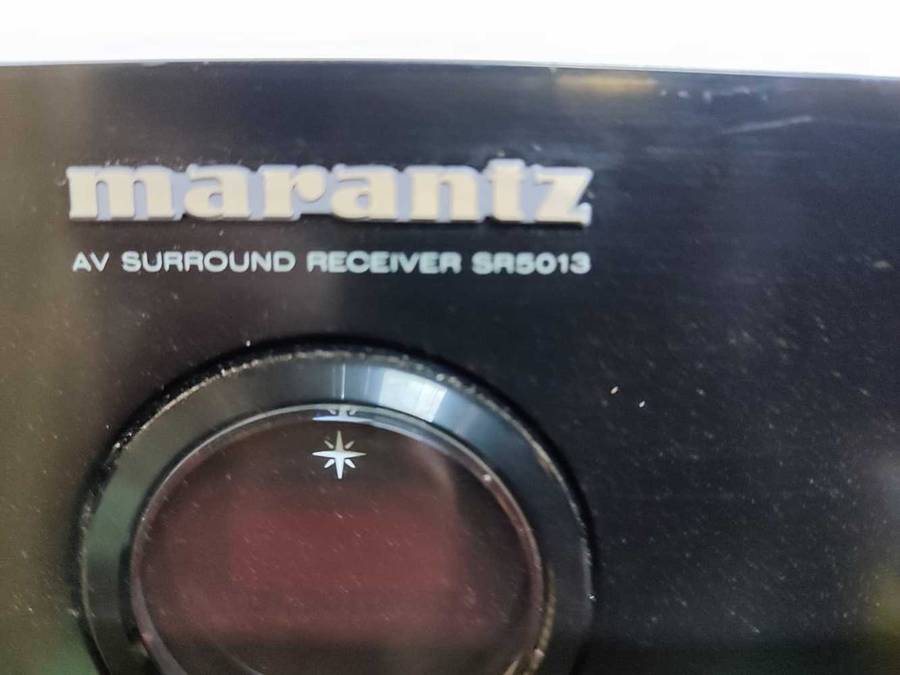 marantz
AV SURROUND RECEIVER SR5013